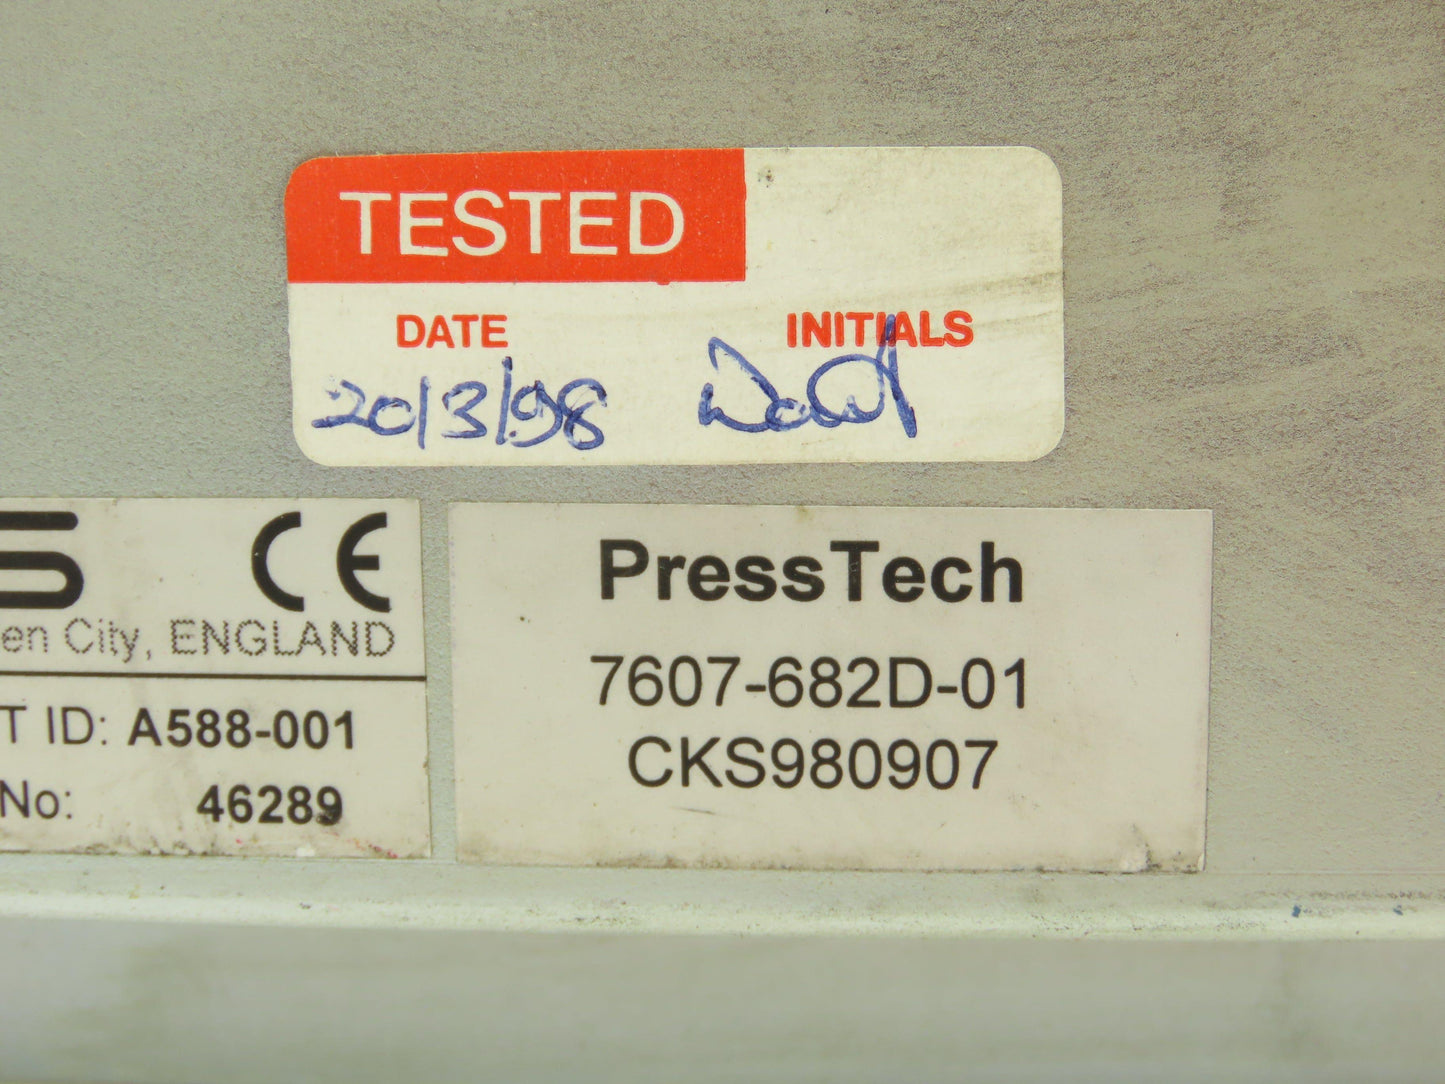 TESTED
DATE INITIALS
20/3/98
S CE
en City, ENGLAND
T ID: A588-001
No: 46289
PressTech
7607-682D-01
CKS980907